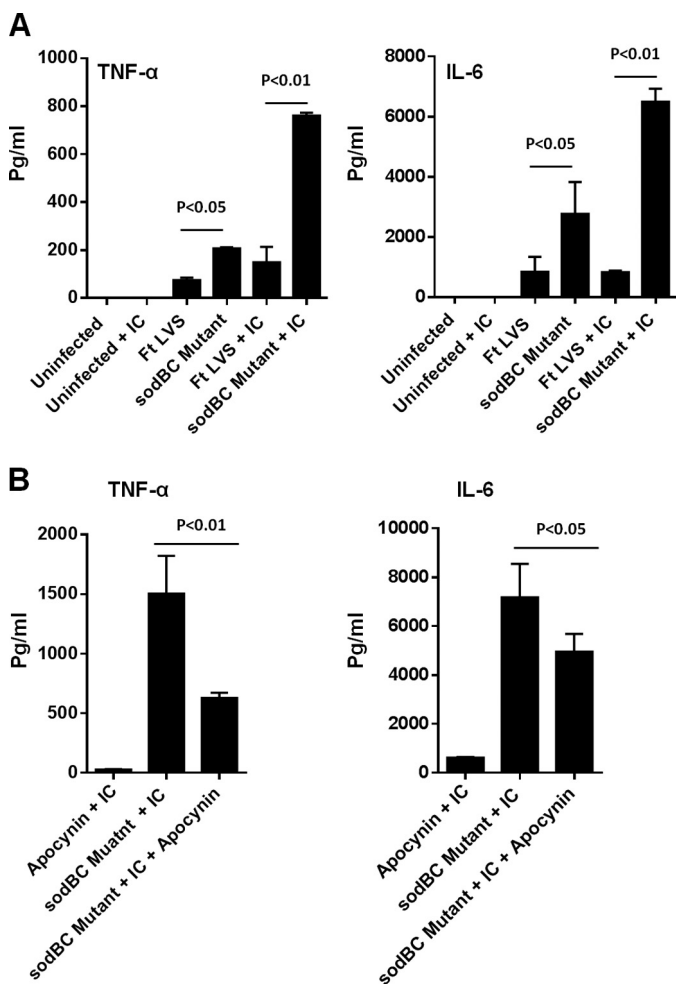 A
TNF-α
Pg/ml
1000
800
600
400
200
0
P<0.05
P<0.01
Uninfected
Uninfected + IC
Ft LVS
sodBC Mutant
Ft LVS + IC
sodBC Mutant + IC
IL-6
Pg/ml
8000
6000
4000
2000
0
P<0.05
P<0.01
Uninfected
Uninfected + IC
Ft LVS
sodBC Mutant
Ft LVS + IC
sodBC Mutant + IC
B
TNF-α
Pg/ml
2000
1500
1000
500
0
P<0.01
Apocynin + IC
sodBC Muatnt + IC
sodBC Mutant + IC + Apocynin
IL-6
Pg/ml
10000
8000
6000
4000
2000
0
P<0.05
Apocynin + IC
sodBC Mutant + IC
sodBC Mutant + IC + Apocynin